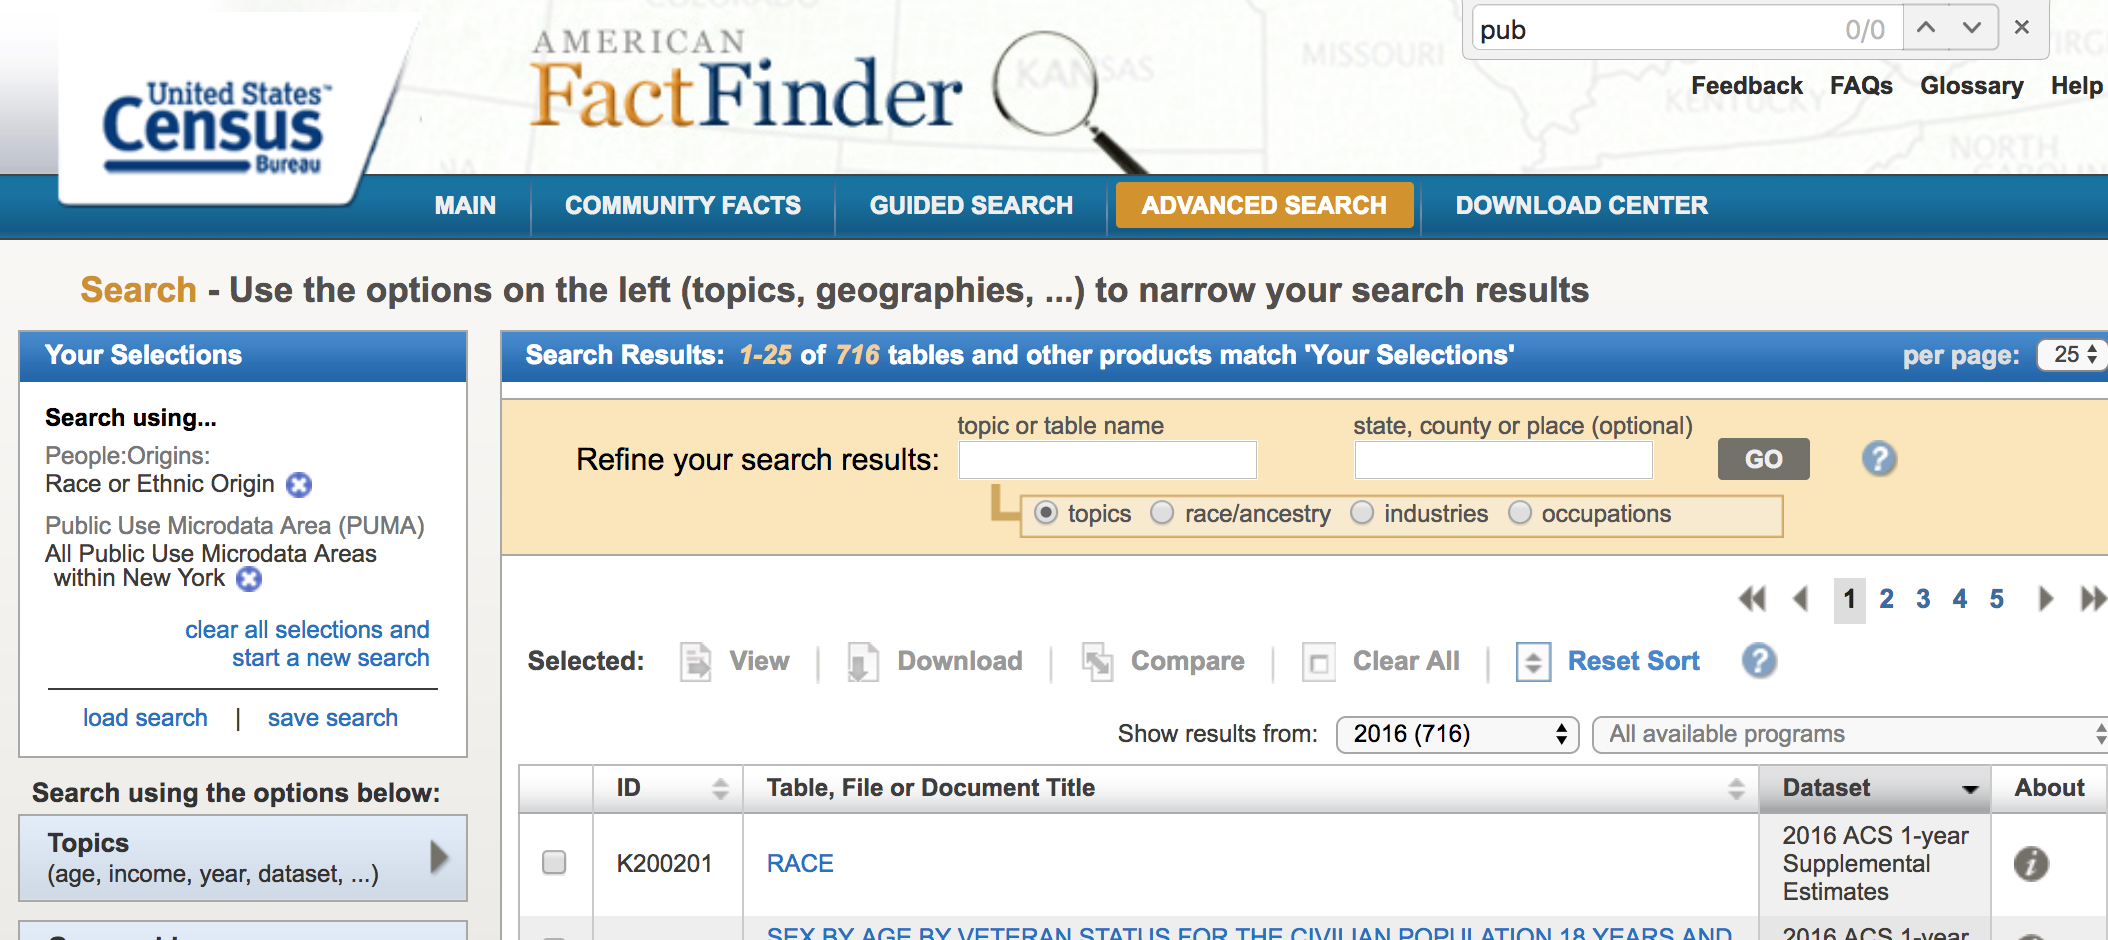 pub 0/0
AMERICAN
FactFinder
United States™
Census
Bureau
KANSAS
MISSOURI
KENTUCKY
NORTH
Feedback FAQs Glossary Help
MAIN COMMUNITY FACTS GUIDED SEARCH ADVANCED SEARCH DOWNLOAD CENTER
Search - Use the options on the left (topics, geographies, ...) to narrow your search results
Your Selections
Search using...
People:Origins:
Race or Ethnic Origin
Public Use Microdata Area (PUMA)
All Public Use Microdata Areas
within New York
clear all selections and
start a new search
load search | save search
Search using the options below:
Topics
(age, income, year, dataset, ...)
Search Results: 1-25 of 716 tables and other products match 'Your Selections' per page: 25
topic or table name state, county or place (optional)
Refine your search results: GO ?
topics race/ancestry industries occupations
1 2 3 4 5
Selected: View | Download | Compare | Clear All | Reset Sort ?
Show results from: 2016 (716) All available programs
ID Table, File or Document Title Dataset About
K200201 RACE 2016 ACS 1-year
Supplemental
Estimates
SEX BY AGE BY VETERAN STATUS FOR THE CIVILIAN POPULATION 18 YEARS AND 2016 ACS 1-year